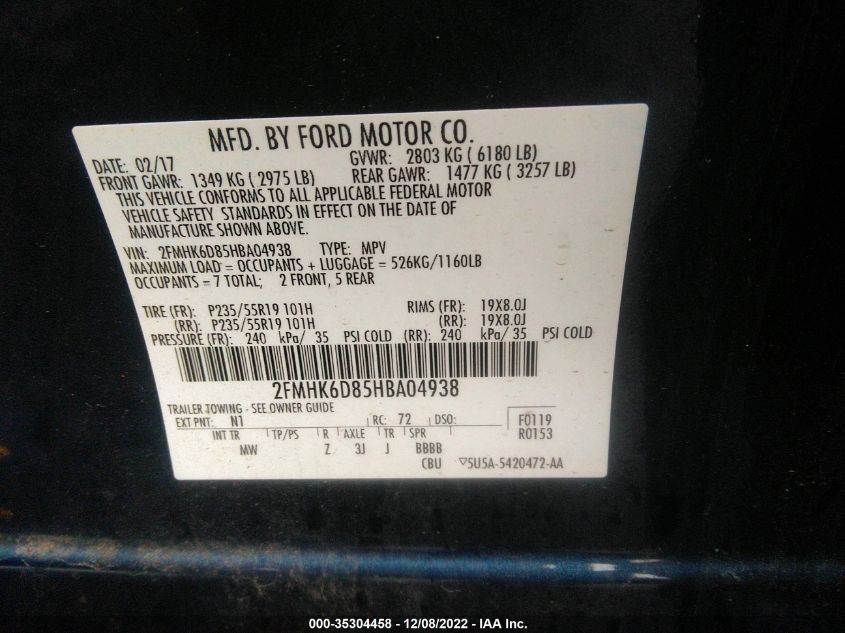 MFD. BY FORD MOTOR CO.
DATE: 02/17 GVWR: 2803 KG ( 6180 LB)
FRONT GAWR: 1349 KG ( 2975 LB) REAR GAWR: 1477 KG ( 3257 LB)
THIS VEHICLE CONFORMS TO ALL APPLICABLE FEDERAL MOTOR
VEHICLE SAFETY STANDARDS IN EFFECT ON THE DATE OF
MANUFACTURE SHOWN ABOVE.
VIN: 2FMHK6D85HBA04938 TYPE: MPV
MAXIMUM LOAD = OCCUPANTS + LUGGAGE = 526KG/1160LB
OCCUPANTS = 7 TOTAL; 2 FRONT, 5 REAR
TIRE (FR): P235/55R19 101H RIMS (FR): 19X8.0J
(RR): P235/55R19 101H (RR): 19X8.0J
PRESSURE (FR): 240 kPa/ 35 PSI COLD (RR): 240 kPa/ 35 PSI COLD
2FMHK6D85HBA04938
TRAILER TOWING - SEE OWNER GUIDE
EXT PNT: N1 RC: 72 DSO: F0119
INT TR TP/PS R AXLE TR SPR R0153
MW Z 3J J BBBB
CBU 5U5A-5420472-AA
000-35304458 - 12/08/2022 - IAA Inc.